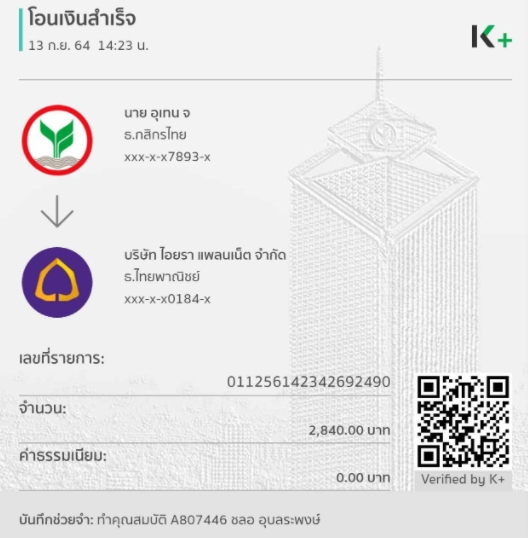 โอนเงินสำเร็จ
13 ก.ย. 64 14:23 น.
K+
นาย อุเทน จ
ธ.กสิกรไทย
xxx-x-x7893-x
บริษัท ไอยรา แพลนเน็ต จำกัด
ธ.ไทยพาณิชย์
xxx-x-x0184-x
เลขที่รายการ:
011256142342692490
จำนวน:
2,840.00 บาท
ค่าธรรมเนียม:
0.00 บาท
Verified by K+
บันทึกช่วยจำ: ทำคุณสมบัติ A807446 ชลอ อุบลระพงษ์